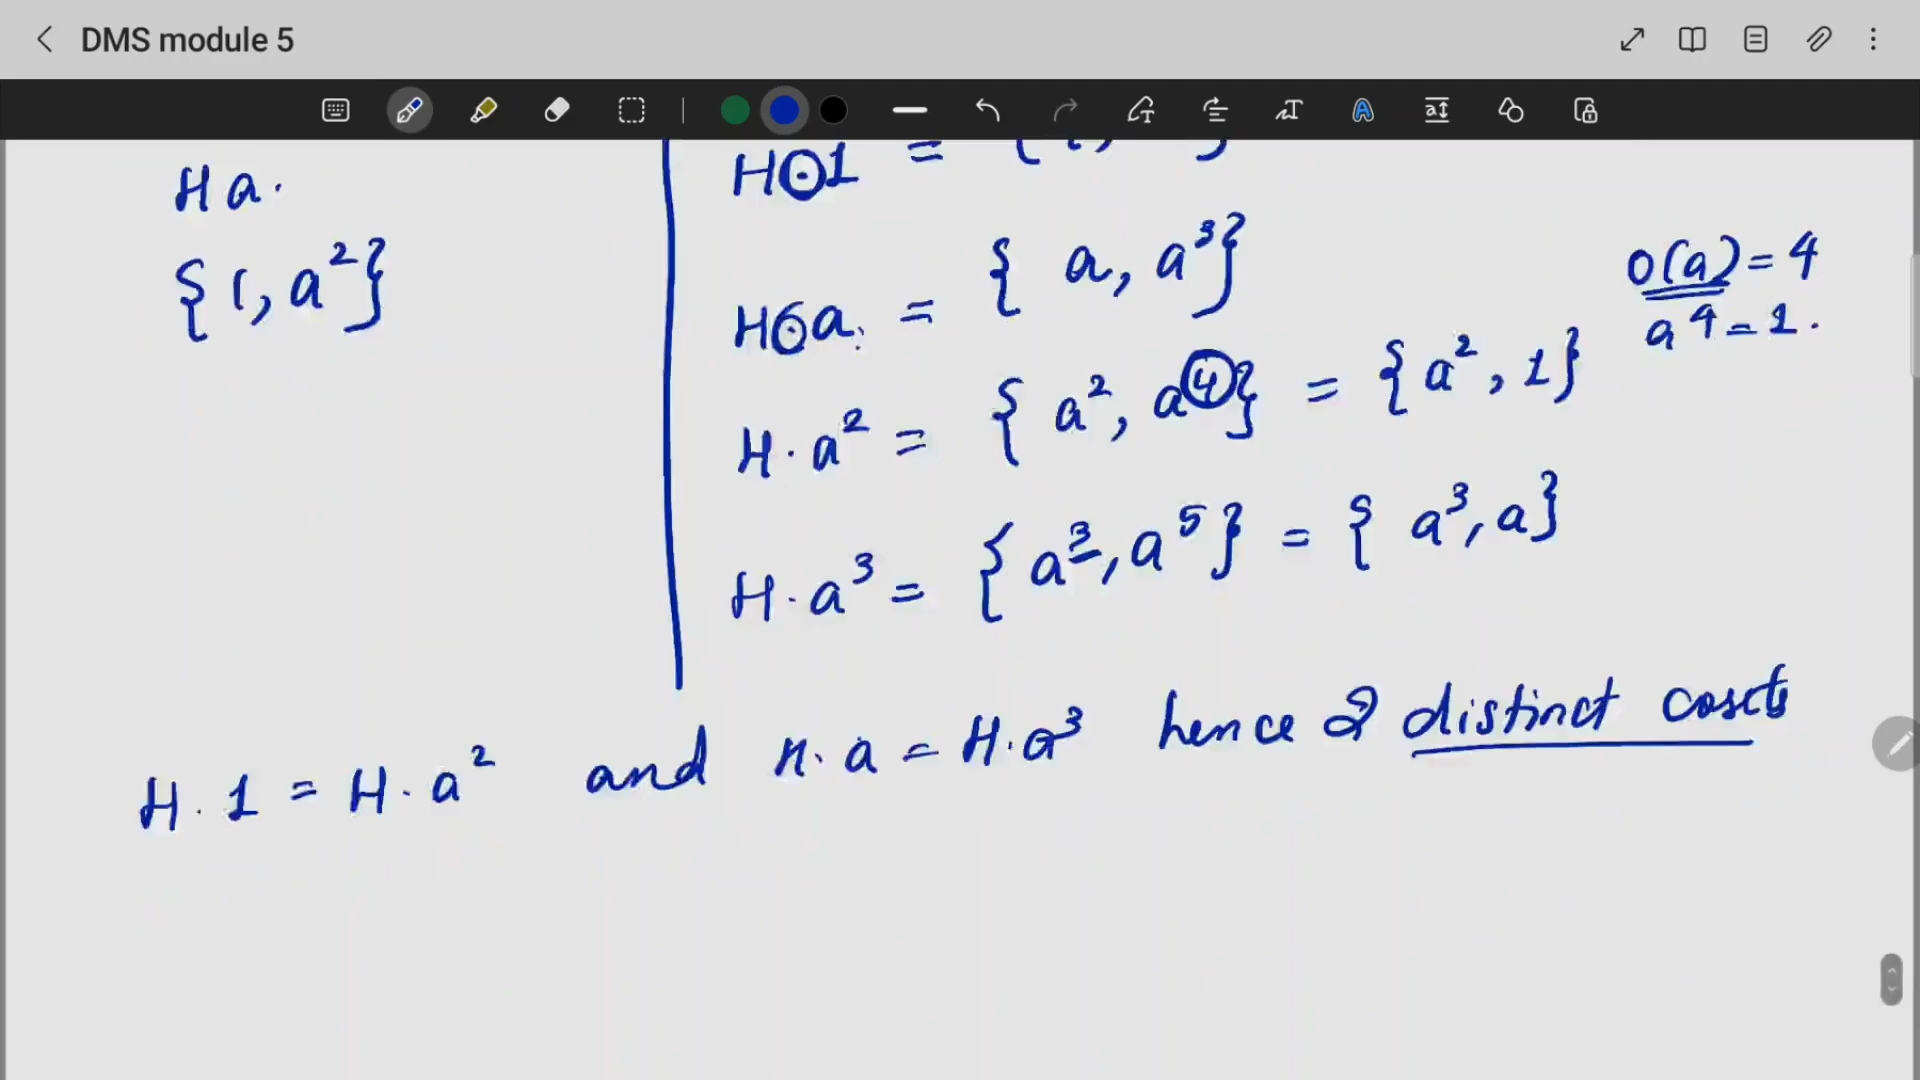 DMS module 5
Ha.
{1, a²}
H⊙1 =
H⊙a. = {a, a³}
o(a) = 4
a⁴ = 1.
H·a² = {a², a④} = {a², 1}
H·a³ = {a³, a⁵} = {a³, a}
H·1 = H·a² and H·a = H·a³ hence 2 distinct cosets